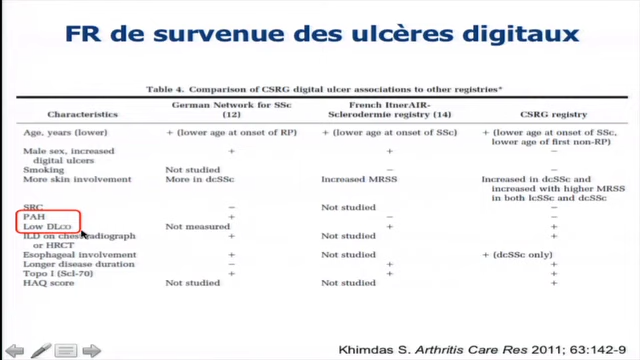 FR de survenue des ulcères digitaux
Table 4. Comparison of CSRG digital ulcer associations to other registries*
Characteristics German Network for SSc (12) French ItnerAIR-Sclerodermie registry (14) CSRG registry
Age, years (lower) + (lower age at onset of RP) + (lower age at onset of SSc) + (lower age at onset of SSc, lower age of first non-RP)
Male sex, increased digital ulcers + + −
Smoking Not studied − −
More skin involvement More in dcSSc Increased MRSS Increased in dcSSc and increased with higher MRSS in both lcSSc and dcSSc
SRC − Not studied −
PAH + − −
Low DLCO Not measured + +
ILD on chest radiograph or HRCT + Not studied +
Esophageal involvement + Not studied + (dcSSc only)
Longer disease duration − + +
Topo I (Scl-70) + + +
HAQ score Not studied Not studied +
Khimdas S. Arthritis Care Res 2011; 63:142-9